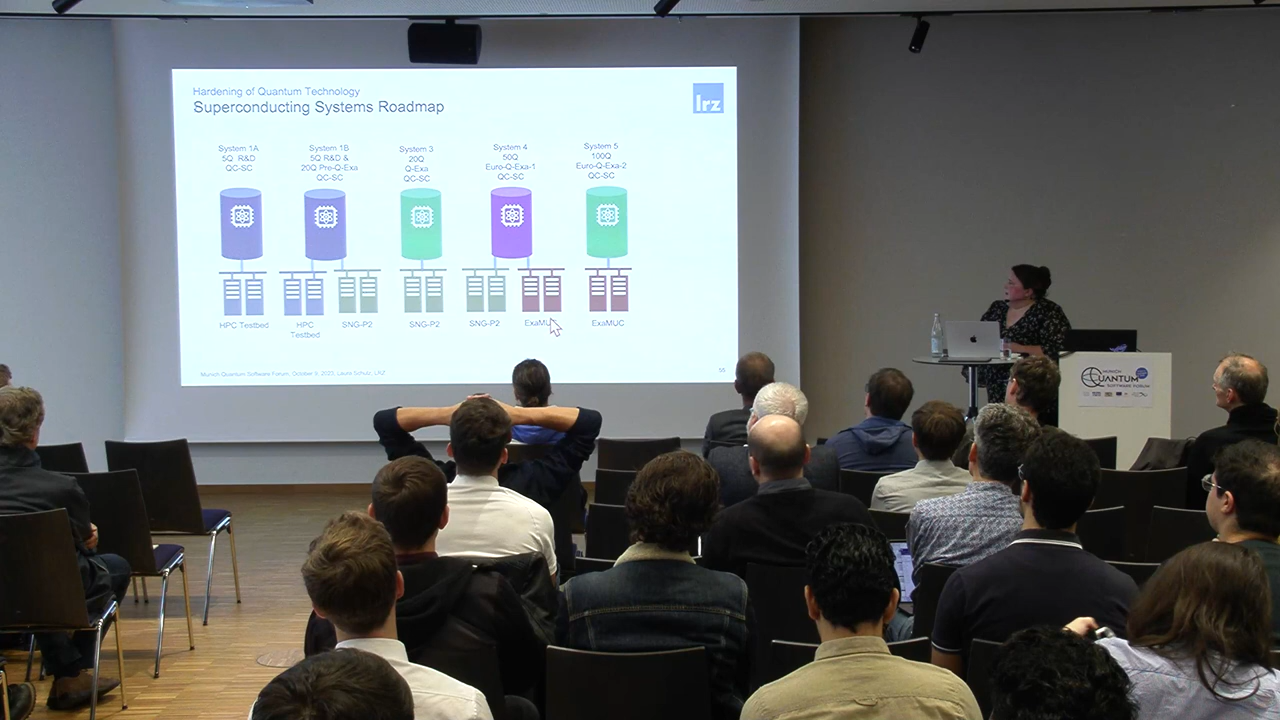 Hardening of Quantum Technology
Superconducting Systems Roadmap
lrz
System 1A
5Q R&D
QC-SC
System 1B
5Q R&D &
20Q Pre-Q-Exa
QC-SC
System 3
20Q
Q-Exa
QC-SC
System 4
50Q
Euro-Q-Exa-1
QC-SC
System 5
100Q
Euro-Q-Exa-2
QC-SC
HPC Testbed
HPC
Testbed
SNG-P2
SNG-P2
SNG-P2
ExaMUC
ExaMUC
MUNICH
QUANTUM
SOFTWARE FORUM